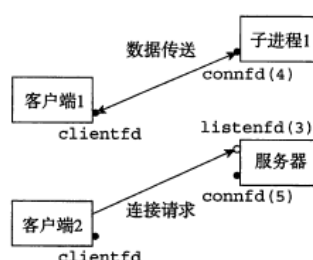 子进程1
数据传送
connfd(4)
客户端1
clientfd
listenfd(3)
服务器
connfd(5)
连接请求
客户端2
clientfd